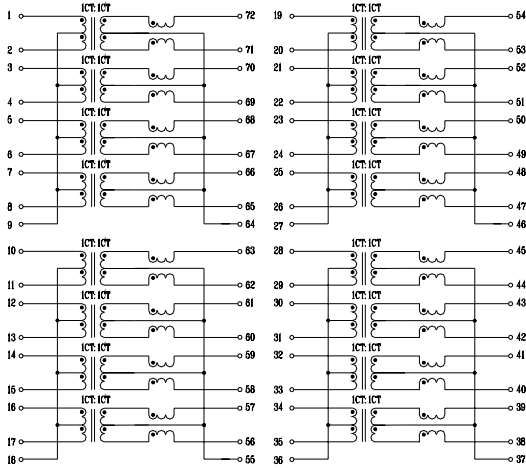 1CT:1CT
1 72
2 71
1CT:1CT
3 70
4 69
1CT:1CT
5 68
6 67
1CT:1CT
7 66
8 65
9 64
1CT:1CT
19 54
20 53
1CT:1CT
21 52
22 51
1CT:1CT
23 50
24 49
1CT:1CT
25 48
26 47
27 46
1CT:1CT
10 63
11 62
1CT:1CT
12 61
13 60
1CT:1CT
14 59
15 58
1CT:1CT
16 57
17 56
18 55
1CT:1CT
28 45
29 44
1CT:1CT
30 43
31 42
1CT:1CT
32 41
33 40
1CT:1CT
34 39
35 38
36 37